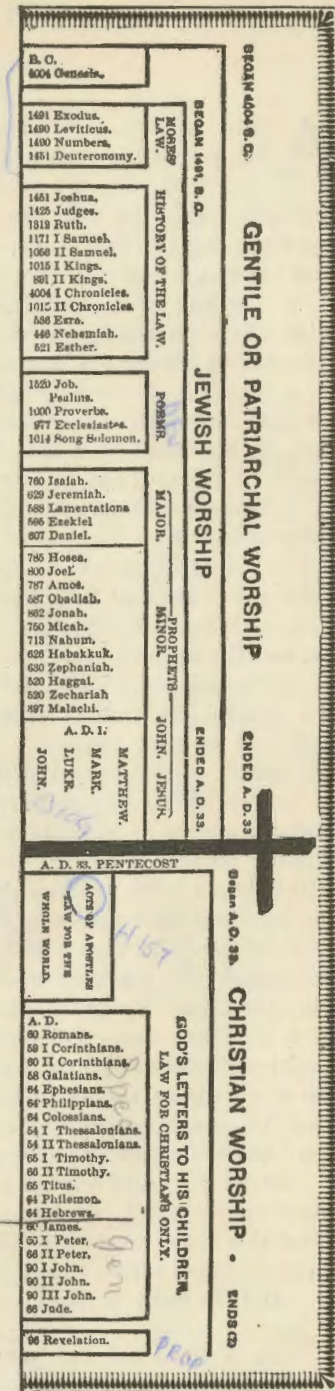 BEGAN 4004 B.C.
GENTILE OR PATRIARCHAL WORSHIP
ENDED A. D. 33
BEGAN 1491, B. C.
JEWISH WORSHIP
ENDED A. D. 33.
B. C.
4004 Genesis.
MOSES'
LAW.
1491 Exodus.
1490 Leviticus.
1490 Numbers.
1451 Deuteronomy.
HISTORY OF THE LAW.
1451 Joshua.
1425 Judges.
1312 Ruth.
1171 I Samuel.
1056 II Samuel.
1015 I Kings.
891 II Kings.
4004 I Chronicles.
1015 II Chronicles.
536 Ezra.
446 Nehemiah.
521 Esther.
POEMS.
1520 Job.
Psalms.
1000 Proverbs.
977 Ecclesiastes.
1014 Song Solomon.
MAJOR.
760 Isaiah.
629 Jeremiah.
588 Lamentations
595 Ezekiel
607 Daniel.
PROPHETS
MINOR
785 Hosea.
800 Joel.
787 Amos.
587 Obadiah.
862 Jonah.
750 Micah.
713 Nahum.
626 Habakkuk.
630 Zephaniah.
520 Haggai.
520 Zechariah
397 Malachi.
JOHN. JESUS.
A. D. 1.
MATTHEW.
MARK.
LUKE.
JOHN.
BIOG
Began A. D. 33.
CHRISTIAN WORSHIP.
ENDS (?)
A. D. 33, PENTECOST
ACTS OF APOSTLES
LAW FOR THE
WHOLE WORLD.
HIST
GOD'S LETTERS TO HIS CHILDREN.
LAW FOR CHRISTIANS ONLY.
A. D.
60 Romans.
59 I Corinthians.
60 II Corinthians.
58 Galatians.
64 Ephesians.
64 Philippians.
64 Colossians.
54 I Thessalonians.
54 II Thessalonians.
65 I Timothy.
66 II Timothy.
65 Titus.
64 Philemon.
64 Hebrews.
60 James.
60 I Peter.
66 II Peter.
90 I John.
90 II John.
90 III John.
66 Jude.
Spec
Gen
96 Revelation.
PROP